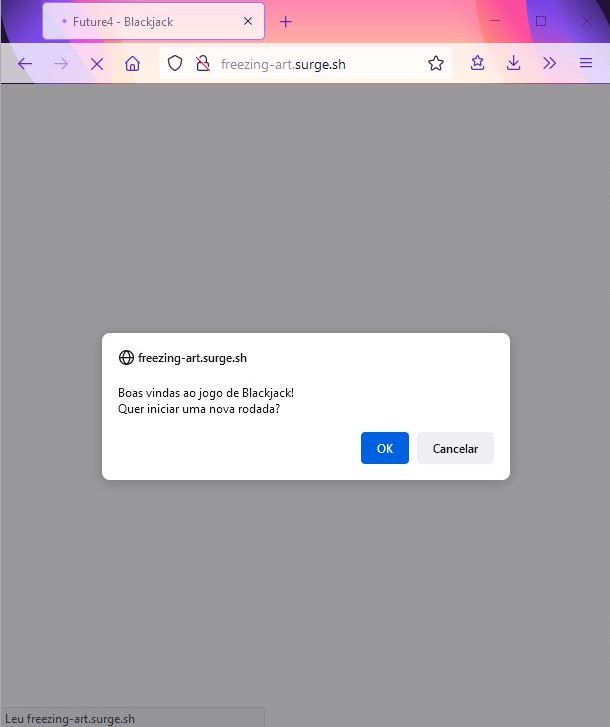 Future4 - Blackjack
freezing-art.surge.sh
freezing-art.surge.sh
Boas vindas ao jogo de Blackjack!
Quer iniciar uma nova rodada?
OK
Cancelar
Leu freezing-art.surge.sh